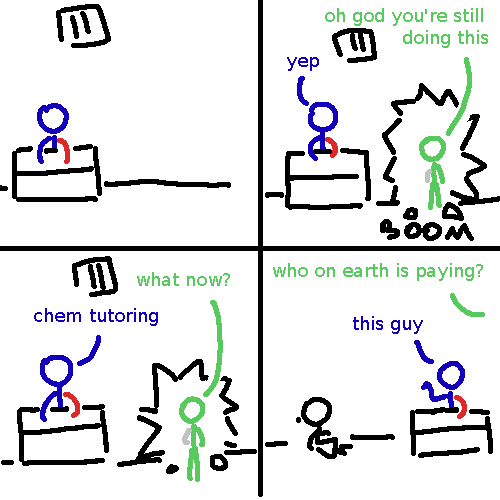 oh god you're still
doing this
yep
BOOM
what now?
chem tutoring
who on earth is paying?
this guy